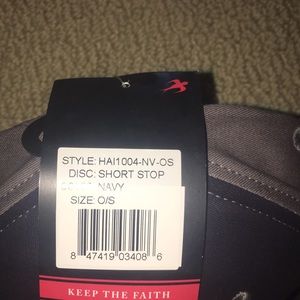 STYLE: HAI1004-NV-OS
DISC: SHORT STOP
NAVY
SIZE: O/S
8 47419 03408 6
KEEP THE FAITH